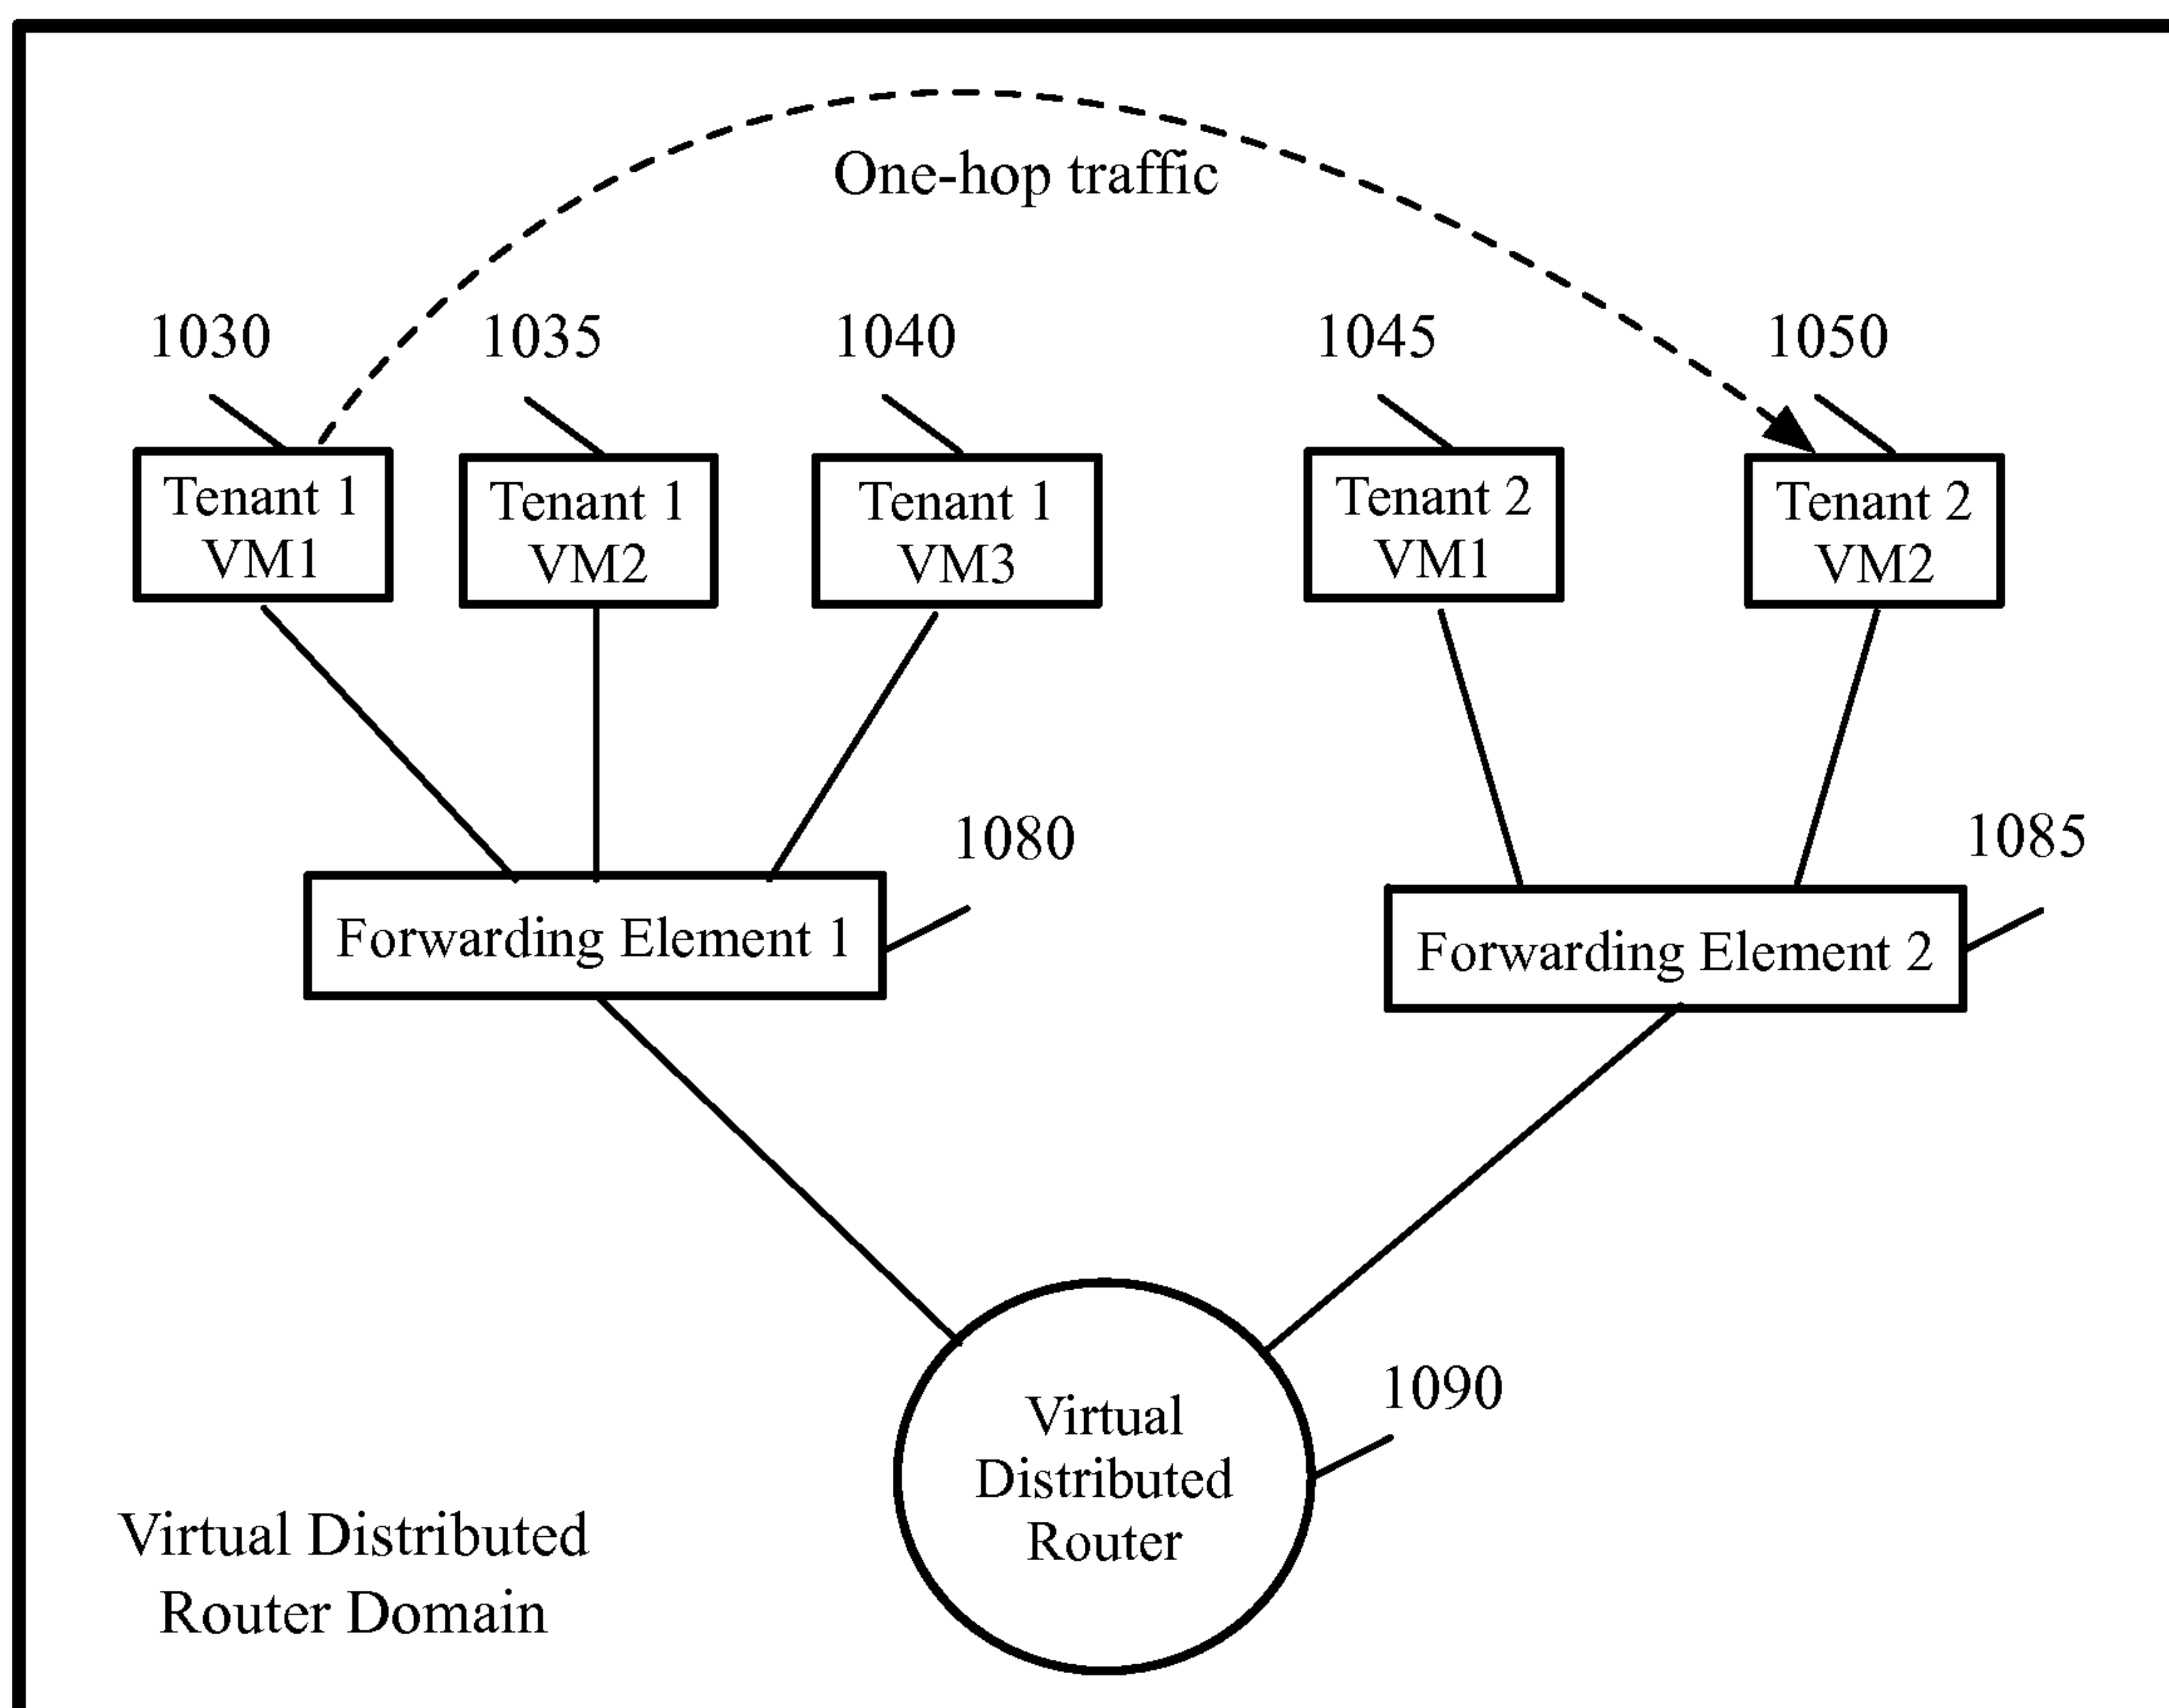 One-hop traffic
1030
1035
1040
1045
1050
Tenant 1
VM1
Tenant 1
VM2
Tenant 1
VM3
Tenant 2
VM1
Tenant 2
VM2
1080
1085
Forwarding Element 1
Forwarding Element 2
1090
Virtual
Distributed
Router
Virtual Distributed
Router Domain